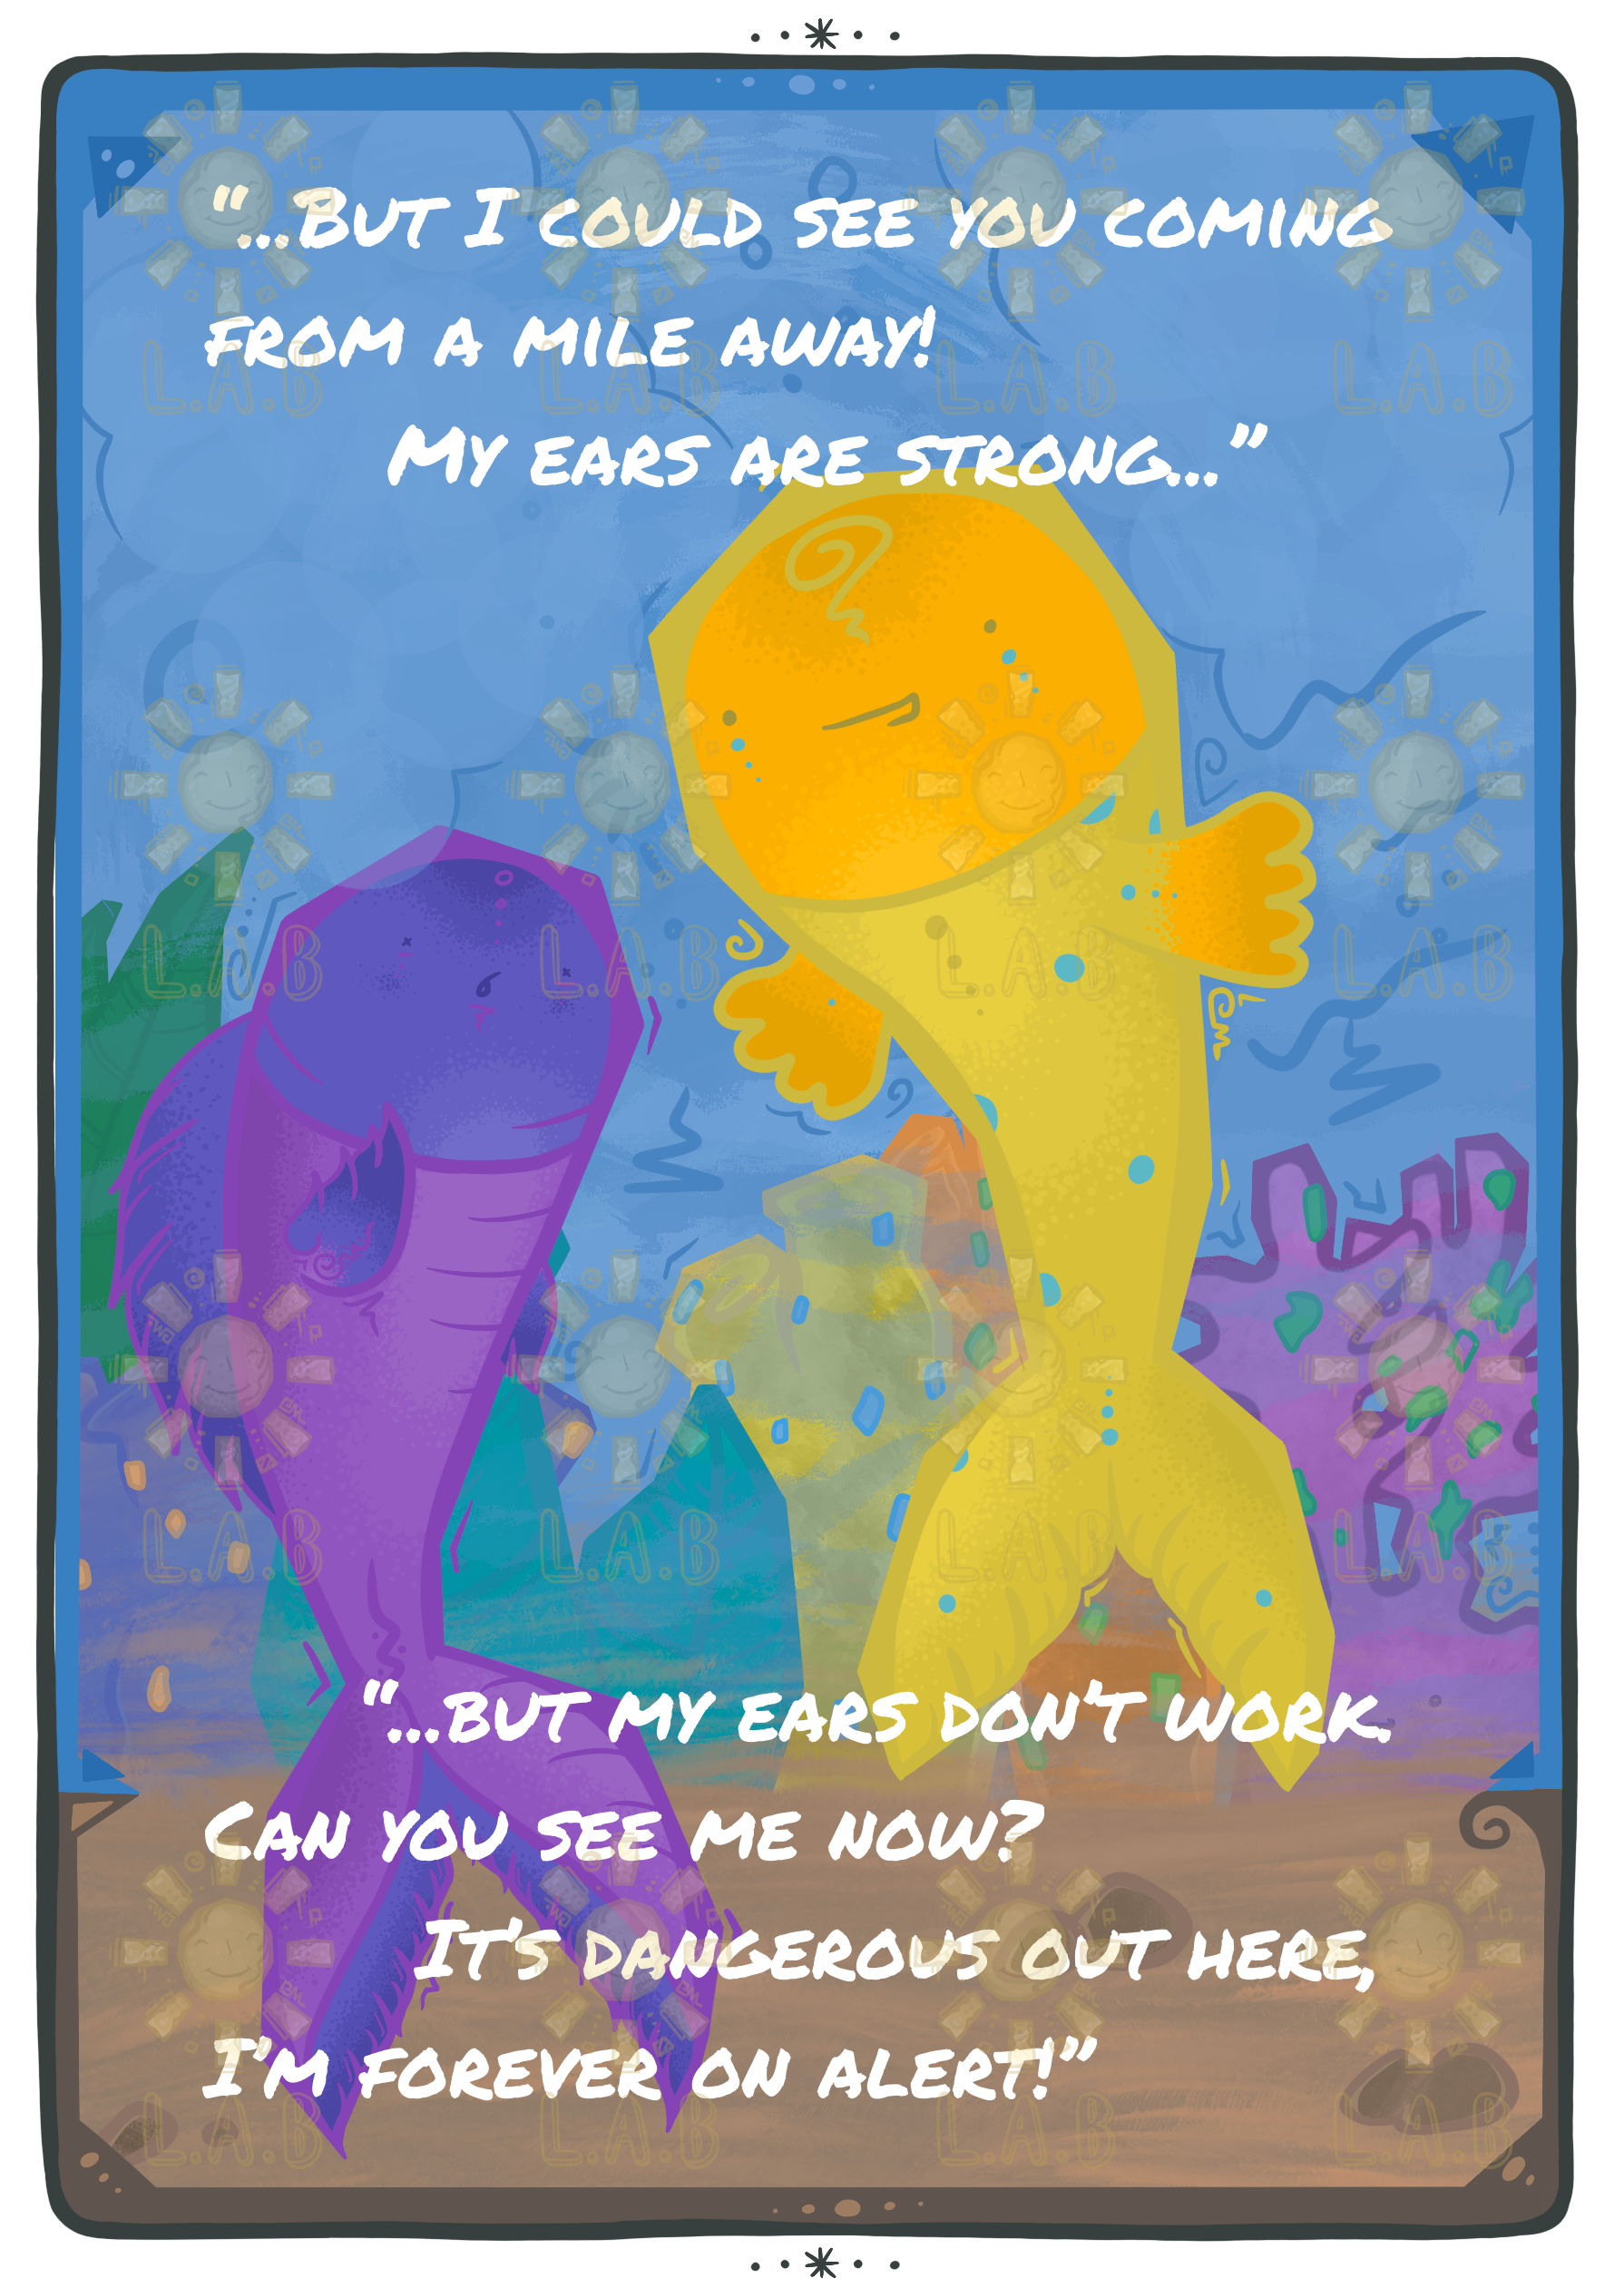 “...But I could see you coming
from a mile away!
My ears are strong...”
“...but my ears don't work.
Can you see me now?
It's dangerous out here,
I'm forever on alert!”
L.A.B L.A.B L.A.B L.A.B
L.A.B L.A.B L.A.B L.A.B
L.A.B L.A.B L.A.B L.A.B
L.A.B L.A.B L.A.B L.A.B